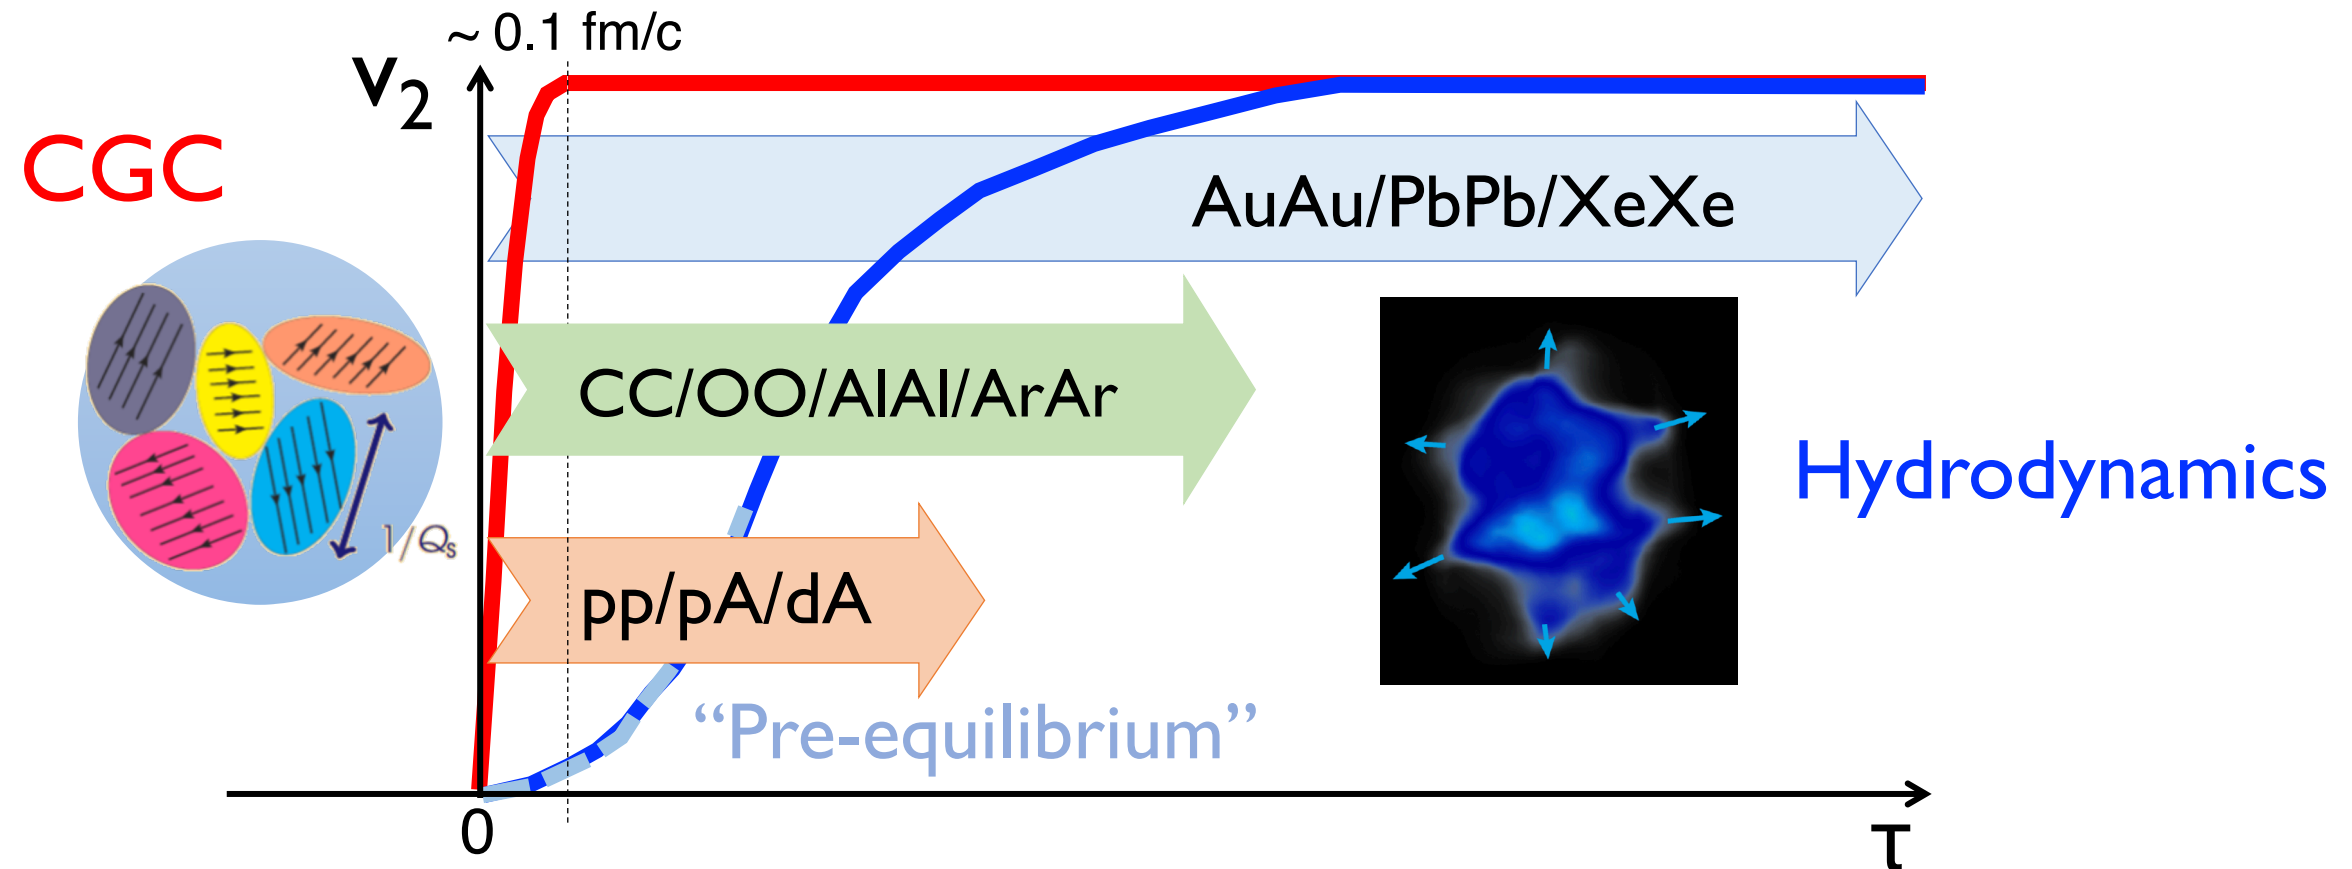 ~ 0.1 fm/c
v2
CGC
AuAu/PbPb/XeXe
CC/OO/AlAl/ArAr
Hydrodynamics
1/Qs
pp/pA/dA
“Pre-equilibrium”
0
τ